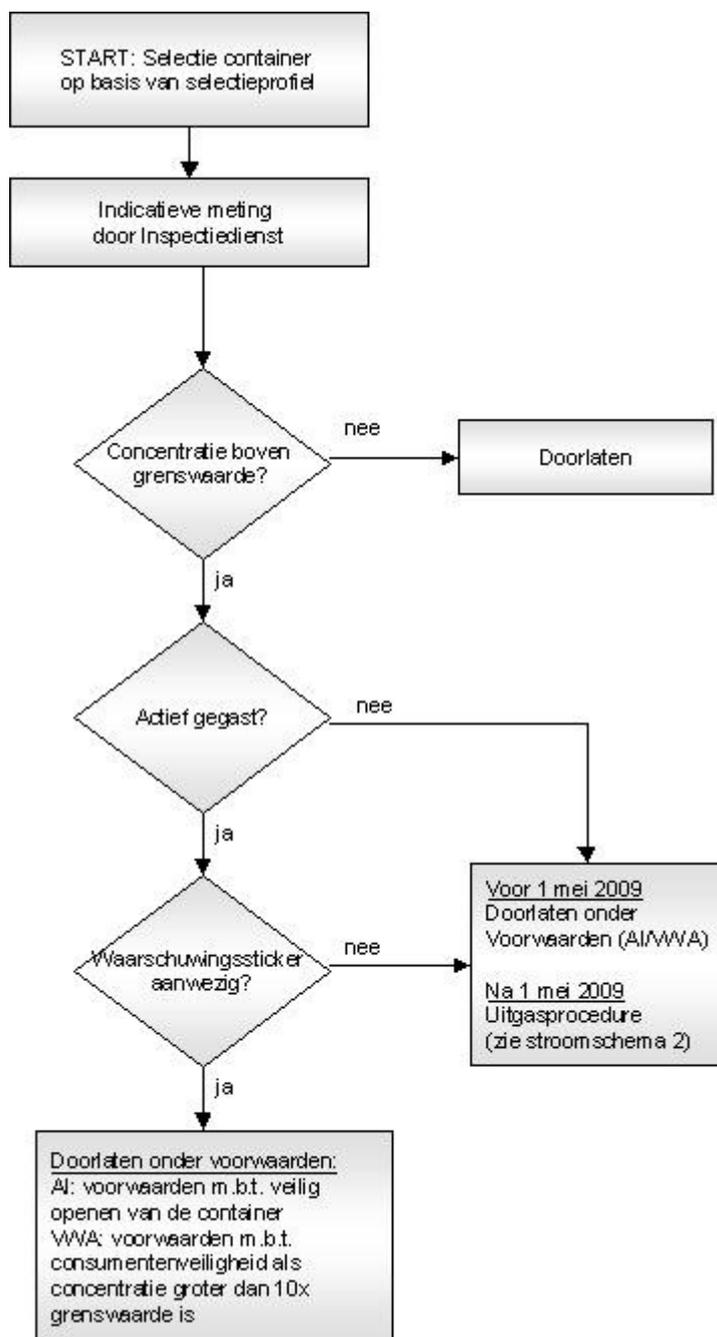 START: Selectie container
op basis van selectieprofiel
Indicatieve meting
door Inspectiedienst
Concentratie boven
grenswaarde?
nee
Doorlaten
ja
Actief gegast?
nee
ja
Waarschuwingssticker
aanwezig?
nee
Voor 1 mei 2009
Doorlaten onder
Voorwaarden (AI/VWA)
Na 1 mei 2009
Uitgasprocedure
(zie stroomschema 2)
ja
Doorlaten onder voorwaarden:
AI: voorwaarden m.b.t. veilig
openen van de container
VWA: voorwaarden m.b.t.
consumentenveiligheid als
concentratie groter dan 10x
grenswaarde is